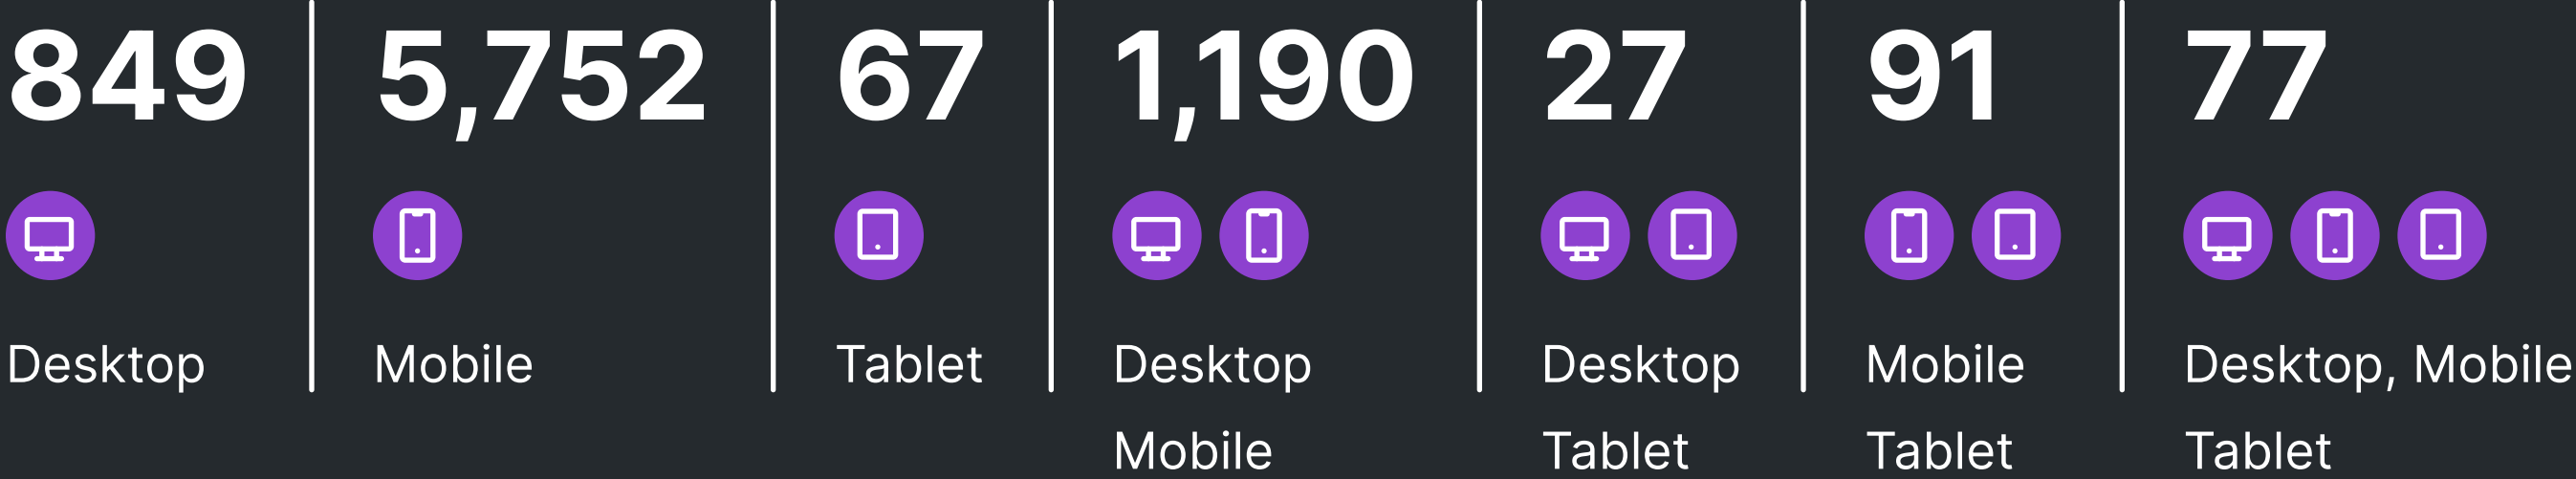 849
Desktop
5,752
Mobile
67
Tablet
1,190
Desktop
Mobile
27
Desktop
Tablet
91
Mobile
Tablet
77
Desktop, Mobile
Tablet